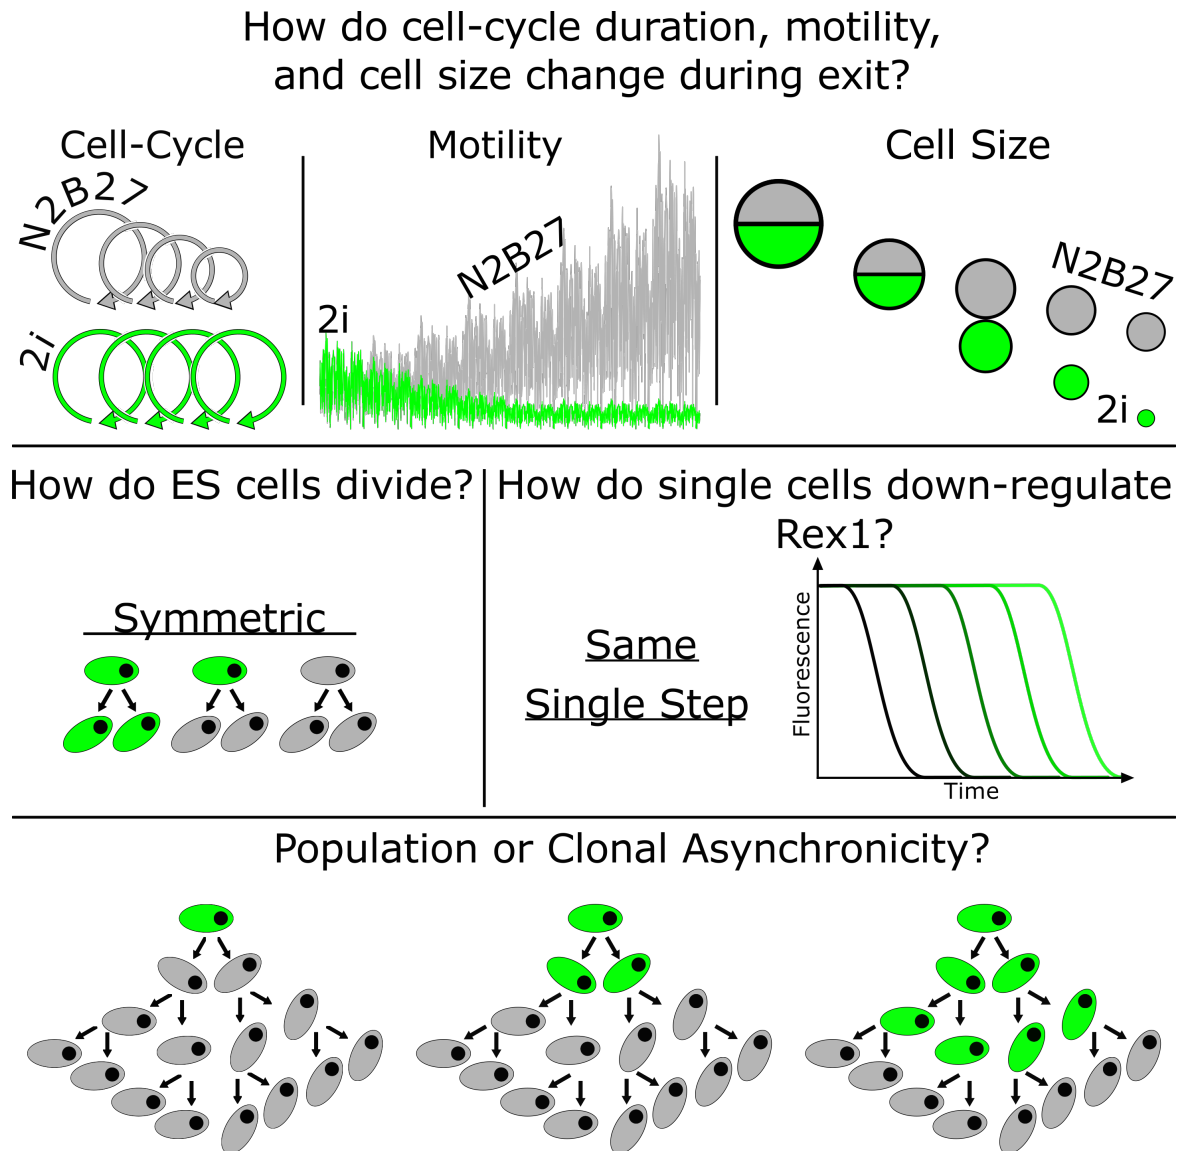 How do cell-cycle duration, motility,
and cell size change during exit?
Cell-Cycle
Motility
Cell Size
N2B27
2i
N2B27
2i
N2B27
2i
How do ES cells divide?
How do single cells down-regulate
Rex1?
Symmetric
Same
Single Step
Fluorescence
Time
Population or Clonal Asynchronicity?